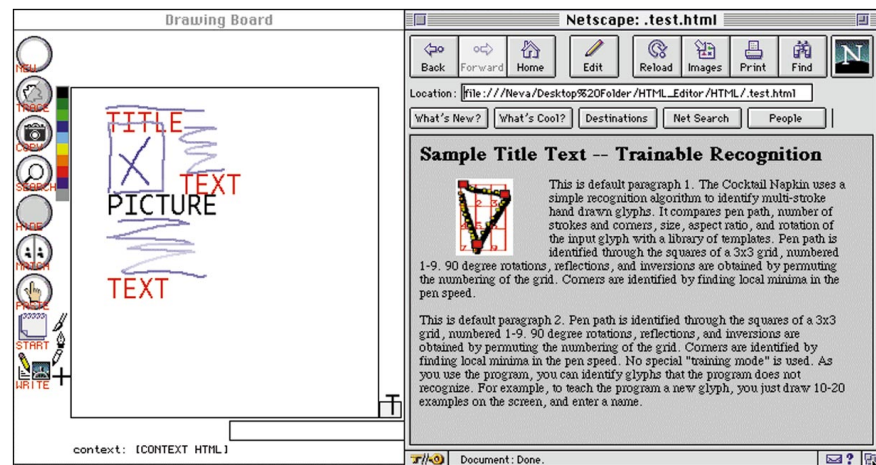 Drawing Board
NEW
TRACE
COPY
SEARCH
HIDE
MATCH
PASTE
START
WRITE
TITLE
TEXT
PICTURE
TEXT
T
context: [CONTEXT HTML]
Netscape: .test.html
Back Forward Home Edit Reload Images Print Find N
Location: file:///Neva/Desktop%20Folder/HTML_Editor/HTML/.test.html
What's New? What's Cool? Destinations Net Search People
Sample Title Text -- Trainable Recognition
This is default paragraph 1. The Cocktail Napkin uses a
simple recognition algorithm to identify multi-stroke
hand drawn glyphs. It compares pen path, number of
strokes and corners, size, aspect ratio, and rotation of
the input glyph with a library of templates. Pen path is
identified through the squares of a 3x3 grid, numbered
1-9. 90 degree rotations, reflections, and inversions are obtained by permuting
the numbering of the grid. Corners are identified by finding local minima in the
pen speed.
This is default paragraph 2. Pen path is identified through the squares of a 3x3
grid, numbered 1-9. 90 degree rotations, reflections, and inversions are
obtained by permuting the numbering of the grid. Corners are identified by
finding local minima in the pen speed. No special "training mode" is used. As
you use the program, you can identify glyphs that the program does not
recognize. For example, to teach the program a new glyph, you just draw 10-20
examples on the screen, and enter a name.
Document: Done.
?